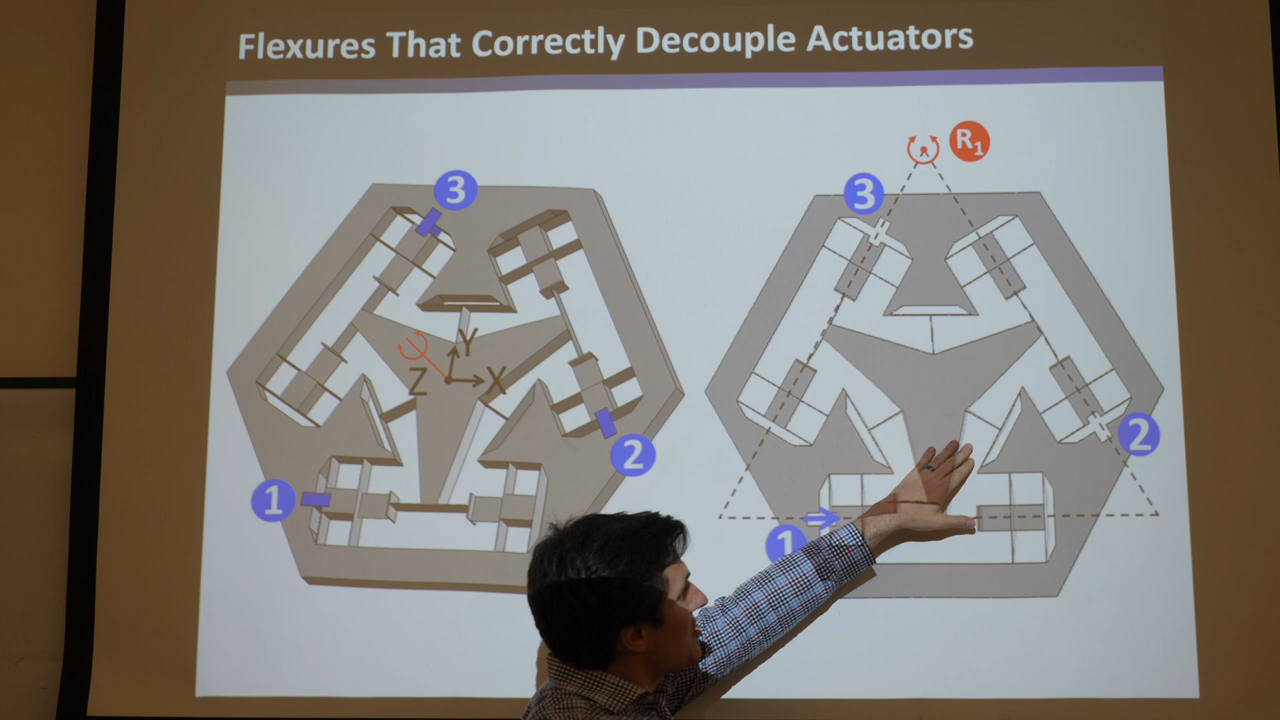 Flexures That Correctly Decouple Actuators
R1
3
3
Y
Z
X
2
2
1
1